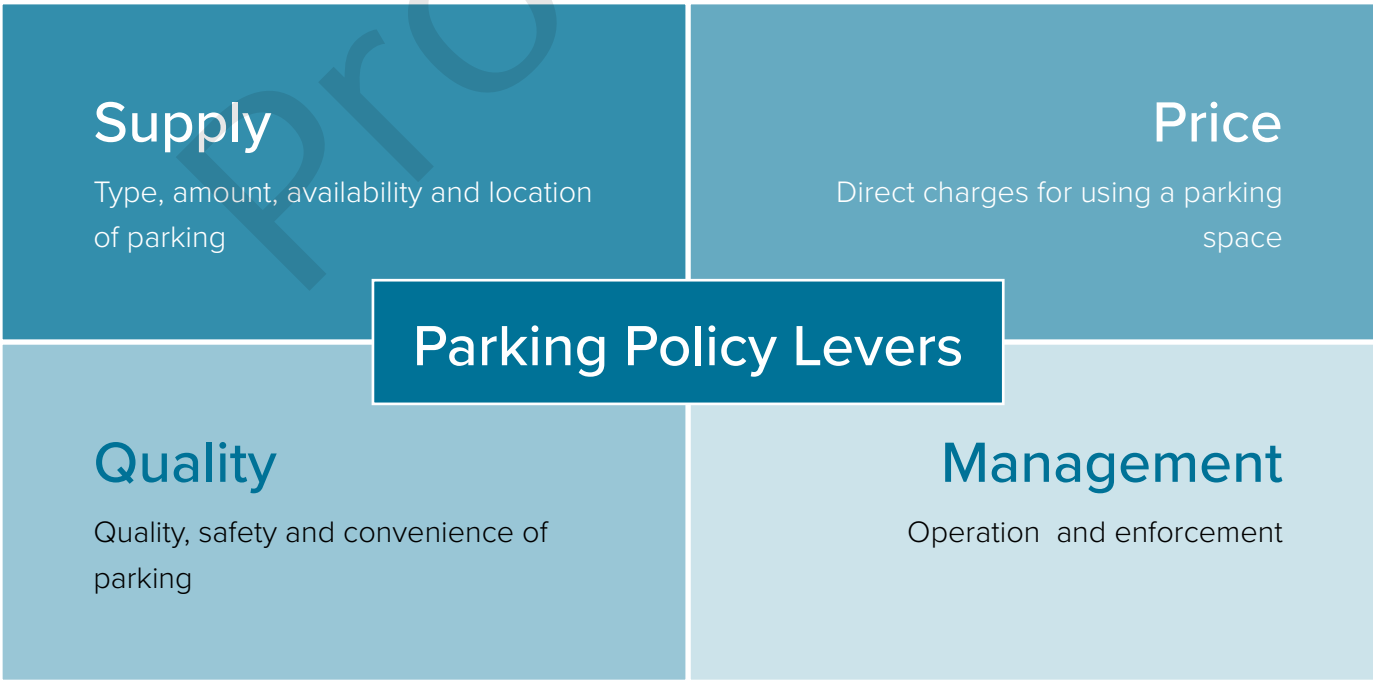 Supply
Type, amount, availability and location
of parking
Price
Direct charges for using a parking
space
Parking Policy Levers
Quality
Quality, safety and convenience of
parking
Management
Operation  and enforcement
Pro